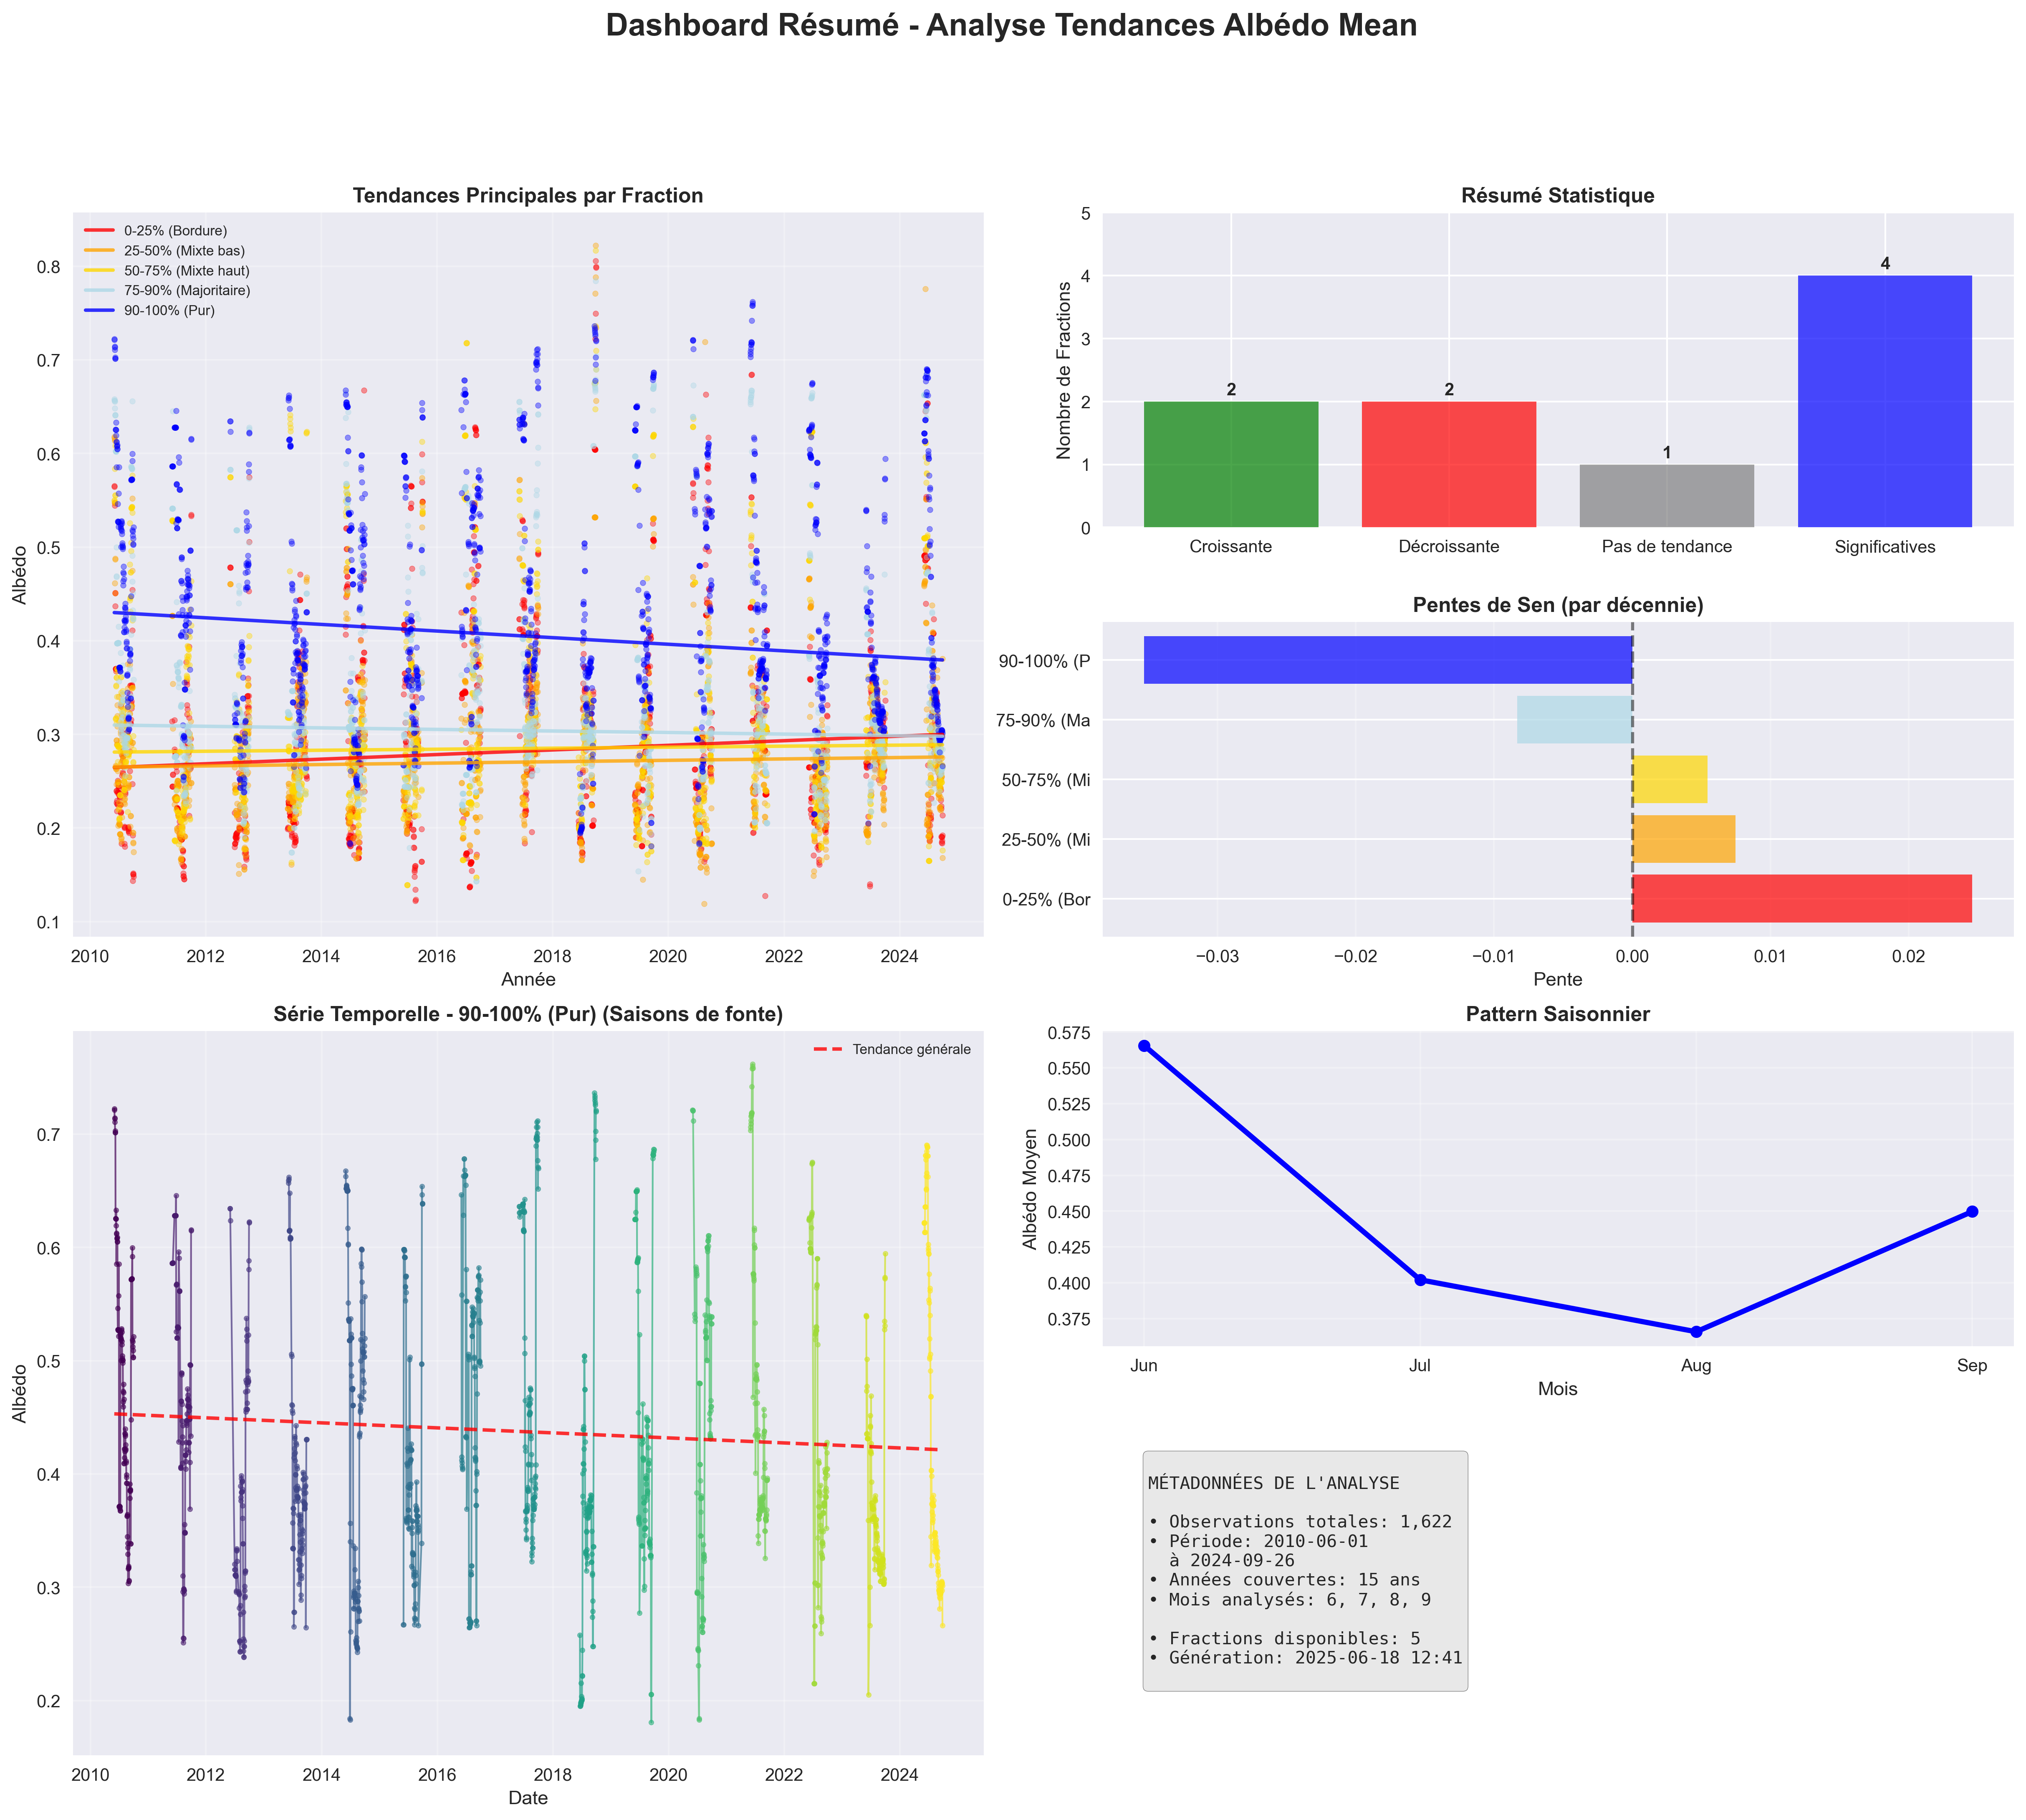 Dashboard Résumé - Analyse Tendances Albédo Mean
Tendances Principales par Fraction
0-25% (Bordure)
25-50% (Mixte bas)
50-75% (Mixte haut)
75-90% (Majoritaire)
90-100% (Pur)
Albédo
0.8
0.7
0.6
0.5
0.4
0.3
0.2
0.1
2010 2012 2014 2016 2018 2020 2022 2024
Année
Résumé Statistique
Nombre de Fractions
5
4
3
2
1
0
2 2 1 4
Croissante Décroissante Pas de tendance Significatives
Pentes de Sen (par décennie)
90-100% (P
75-90% (Ma
50-75% (Mi
25-50% (Mi
0-25% (Bor
−0.03 −0.02 −0.01 0.00 0.01 0.02
Pente
Série Temporelle - 90-100% (Pur) (Saisons de fonte)
Tendance générale
Albédo
0.7
0.6
0.5
0.4
0.3
0.2
2010 2012 2014 2016 2018 2020 2022 2024
Date
Pattern Saisonnier
Albédo Moyen
0.575
0.550
0.525
0.500
0.475
0.450
0.425
0.400
0.375
Jun Jul Aug Sep
Mois
MÉTADONNÉES DE L'ANALYSE
• Observations totales: 1,622
• Période: 2010-06-01
à 2024-09-26
• Années couvertes: 15 ans
• Mois analysés: 6, 7, 8, 9
• Fractions disponibles: 5
• Génération: 2025-06-18 12:41